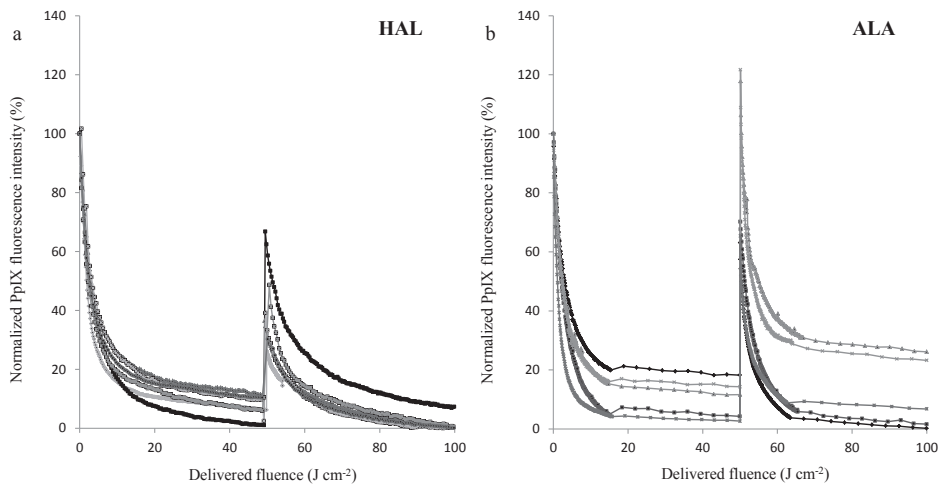 a
HAL
Normalized PpIX fluorescence intensity (%)
140
120
100
80
60
40
20
0
0 20 40 60 80 100
Delivered fluence (J cm-2)
b
ALA
Normalized PpIX fluorescence intensity (%)
140
120
100
80
60
40
20
0
0 20 40 60 80 100
Delivered fluence (J cm-2)